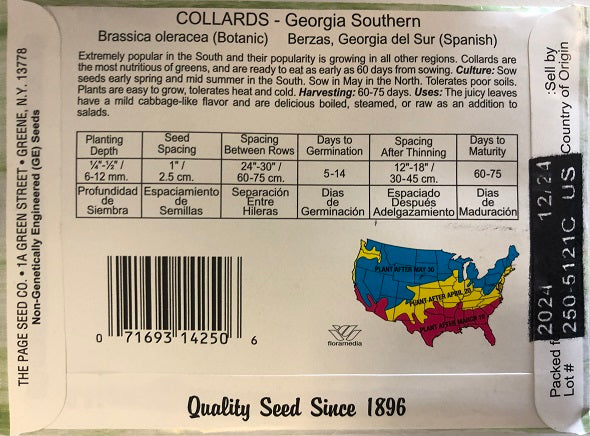 COLLARDS - Georgia Southern
Brassica oleracea (Botanic)    Berzas, Georgia del Sur (Spanish)
Extremely popular in the South and their popularity is growing in all other regions. Collards are
the most nutritious of greens, and are ready to eat as early as 60 days from sowing. Culture: Sow
seeds early spring and mid summer in the South. Sow in May in the North. Tolerates poor soils,
Plants are easy to grow, tolerates heat and cold. Harvesting: 60-75 days. Uses: The juicy leaves
have a mild cabbage-like flavor and are delicious boiled, steamed, or raw as an addition to
salads.
Planting Depth | Seed Spacing | Spacing Between Rows | Days to Germination | Spacing After Thinning | Days to Maturity
¼"-½" / 6-12 mm. | 1" / 2.5 cm. | 24"-30" / 60-75 cm. | 5-14 | 12"-18" / 30-45 cm. | 60-75
Profundidad de Siembra | Espaciamiento de Semillas | Separación Entre Hileras | Dias de Germinación | Espaciado Después Adelgazamiento | Dias de Maduración
PLANT AFTER MAY 30
PLANT AFTER APRIL 20
PLANT AFTER MARCH 10
floramedia
0 71693 14250 6
Quality Seed Since 1896
THE PAGE SEED CO. • 1A GREEN STREET • GREENE, N.Y. 13778
Non-Genetically Engineered (GE) Seeds
:Sell by
Country of Origin
2024 12/24
250-5121C US
Packed f
Lot #